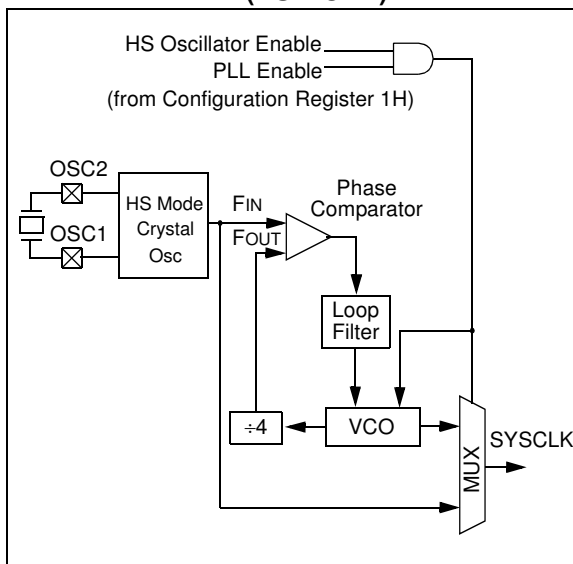 HS Oscillator Enable
PLL Enable
(from Configuration Register 1H)
OSC2
OSC1
HS Mode
Crystal
Osc
FIN
FOUT
Phase
Comparator
Loop
Filter
÷4
VCO
MUX
SYSCLK